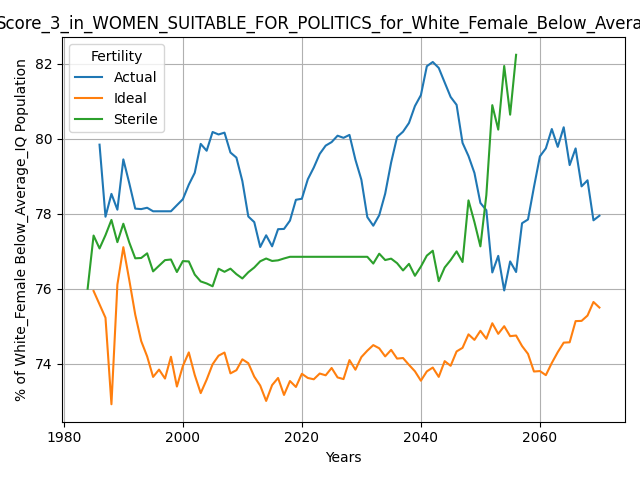 Score_3_in_WOMEN_SUITABLE_FOR_POLITICS_for_White_Female_Below_Avera
Fertility
Actual
Ideal
Sterile
% of White_Female Below_Average_IQ Population
82
80
78
76
74
1980
2000
2020
2040
2060
Years